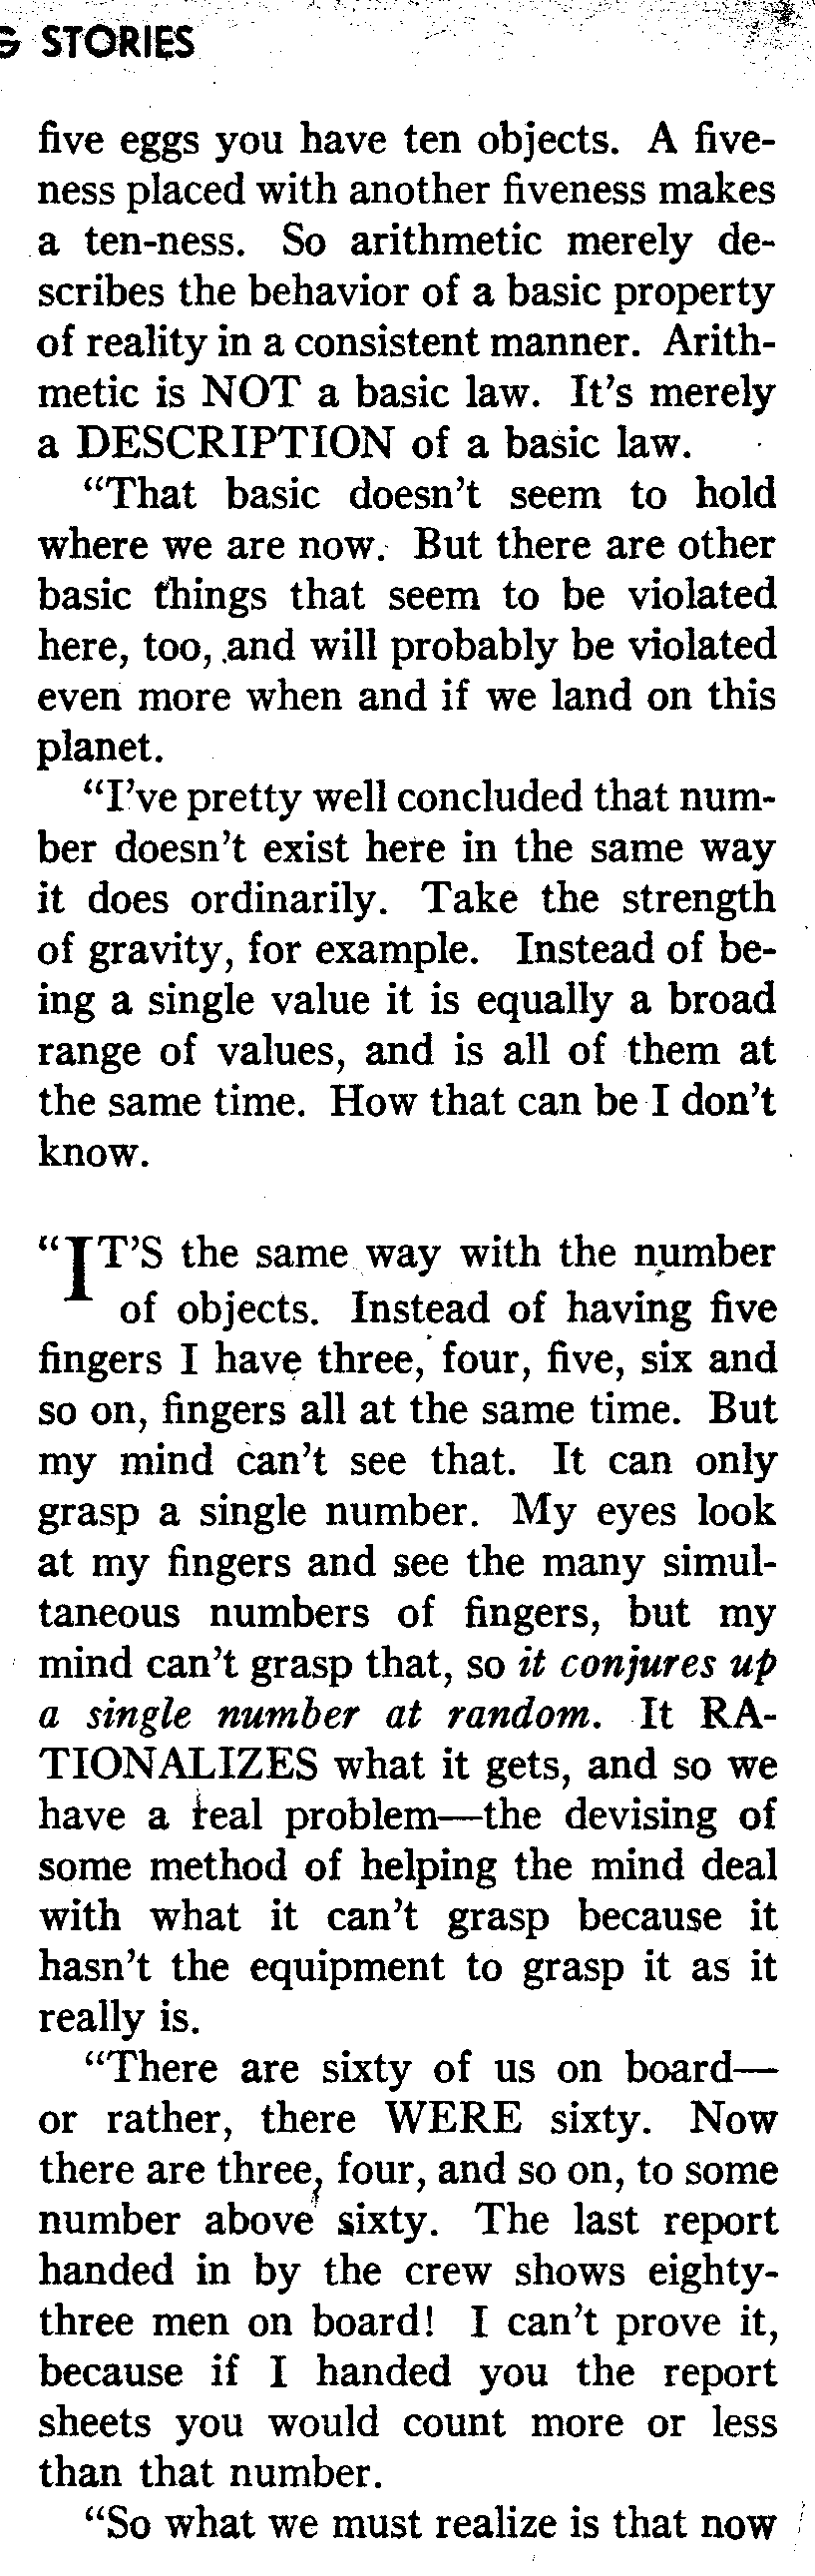 STORIES
five eggs you have ten objects. A five-
ness placed with another fiveness makes
a ten-ness. So arithmetic merely de-
scribes the behavior of a basic property
of reality in a consistent manner. Arith-
metic is NOT a basic law. It's merely
a DESCRIPTION of a basic law.
"That basic doesn't seem to hold
where we are now. But there are other
basic things that seem to be violated
here, too, and will probably be violated
even more when and if we land on this
planet.
"I've pretty well concluded that num-
ber doesn't exist here in the same way
it does ordinarily. Take the strength
of gravity, for example. Instead of be-
ing a single value it is equally a broad
range of values, and is all of them at
the same time. How that can be I don't
know.
"IT'S the same way with the number
of objects. Instead of having five
fingers I have three, four, five, six and
so on, fingers all at the same time. But
my mind can't see that. It can only
grasp a single number. My eyes look
at my fingers and see the many simul-
taneous numbers of fingers, but my
mind can't grasp that, so it conjures up
a single number at random. It RA-
TIONALIZES what it gets, and so we
have a real problem—the devising of
some method of helping the mind deal
with what it can't grasp because it
hasn't the equipment to grasp it as it
really is.
"There are sixty of us on board—
or rather, there WERE sixty. Now
there are three, four, and so on, to some
number above sixty. The last report
handed in by the crew shows eighty-
three men on board! I can't prove it,
because if I handed you the report
sheets you would count more or less
than that number.
"So what we must realize is that now